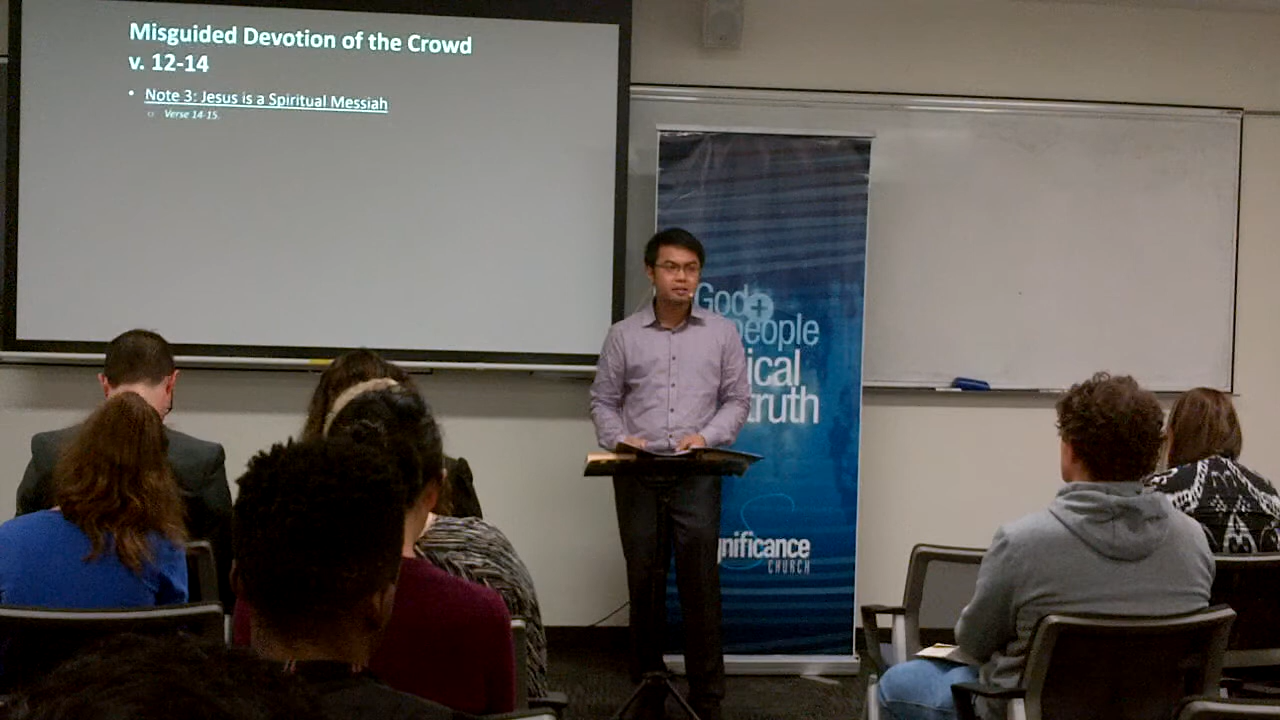 Misguided Devotion of the Crowd
v. 12-14
• Note 3: Jesus is a Spiritual Messiah
Verse 14-15.
God+
people
ical
truth
gnificance
CHURCH